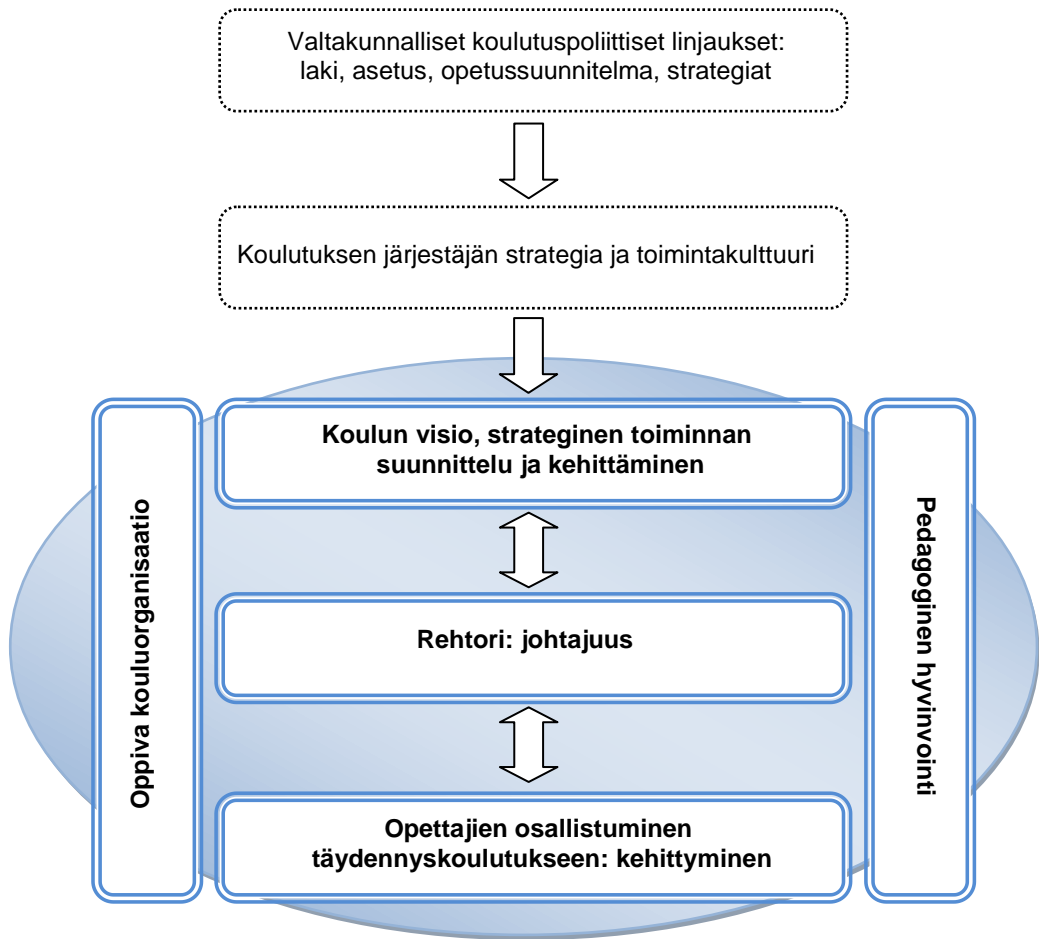 Valtakunnalliset koulutuspoliittiset linjaukset:
laki, asetus, opetussuunnitelma, strategiat
Koulutuksen järjestäjän strategia ja toimintakulttuuri
Oppiva kouluorganisaatio
Koulun visio, strateginen toiminnan
suunnittelu ja kehittäminen
Rehtori: johtajuus
Opettajien osallistuminen
täydennyskoulutukseen: kehittyminen
Pedagoginen hyvinvointi